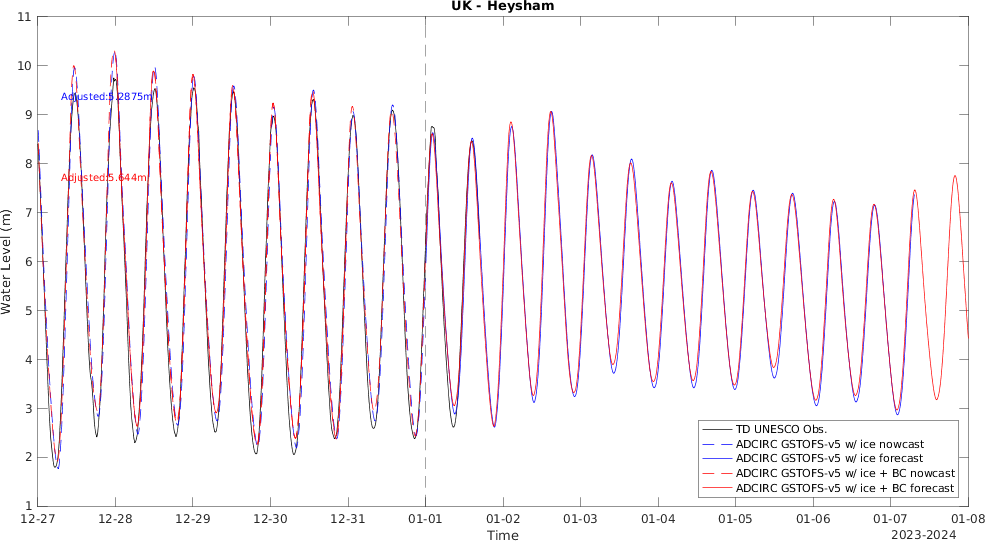 UK - Heysham
11
10
9
8
7
6
5
4
3
2
1
Water Level (m)
Adjusted:5.2875m
Adjusted:5.644m
TD UNESCO Obs.
ADCIRC GSTOFS-v5 w/ ice nowcast
ADCIRC GSTOFS-v5 w/ ice forecast
ADCIRC GSTOFS-v5 w/ ice + BC nowcast
ADCIRC GSTOFS-v5 w/ ice + BC forecast
12-27 12-28 12-29 12-30 12-31 01-01 01-02 01-03 01-04 01-05 01-06 01-07 01-08
Time
2023-2024